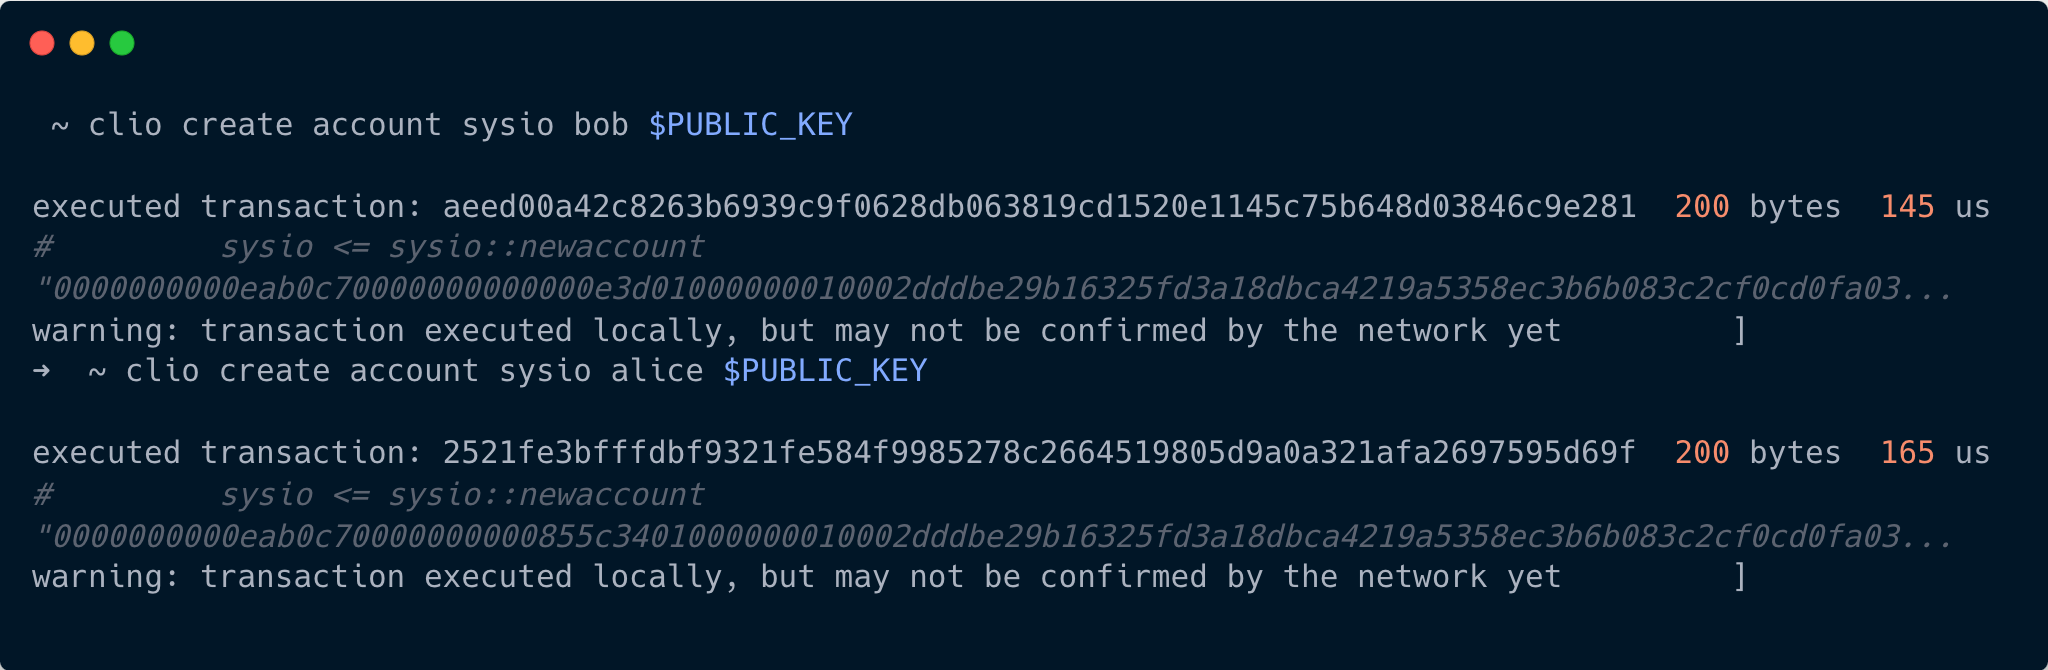 ~ clio create account sysio bob $PUBLIC_KEY
executed transaction: aeed00a42c8263b6939c9f0628db063819cd1520e1145c75b648d03846c9e281  200 bytes  145 us
#         sysio <= sysio::newaccount
"0000000000eab0c70000000000000e3d01000000010002dddbe29b16325fd3a18dbca4219a5358ec3b6b083c2cf0cd0fa03...
warning: transaction executed locally, but may not be confirmed by the network yet         ]
➜  ~ clio create account sysio alice $PUBLIC_KEY
executed transaction: 2521fe3bfffdbf9321fe584f9985278c2664519805d9a0a321afa2697595d69f  200 bytes  165 us
#         sysio <= sysio::newaccount
"0000000000eab0c70000000000855c3401000000010002dddbe29b16325fd3a18dbca4219a5358ec3b6b083c2cf0cd0fa03...
warning: transaction executed locally, but may not be confirmed by the network yet         ]